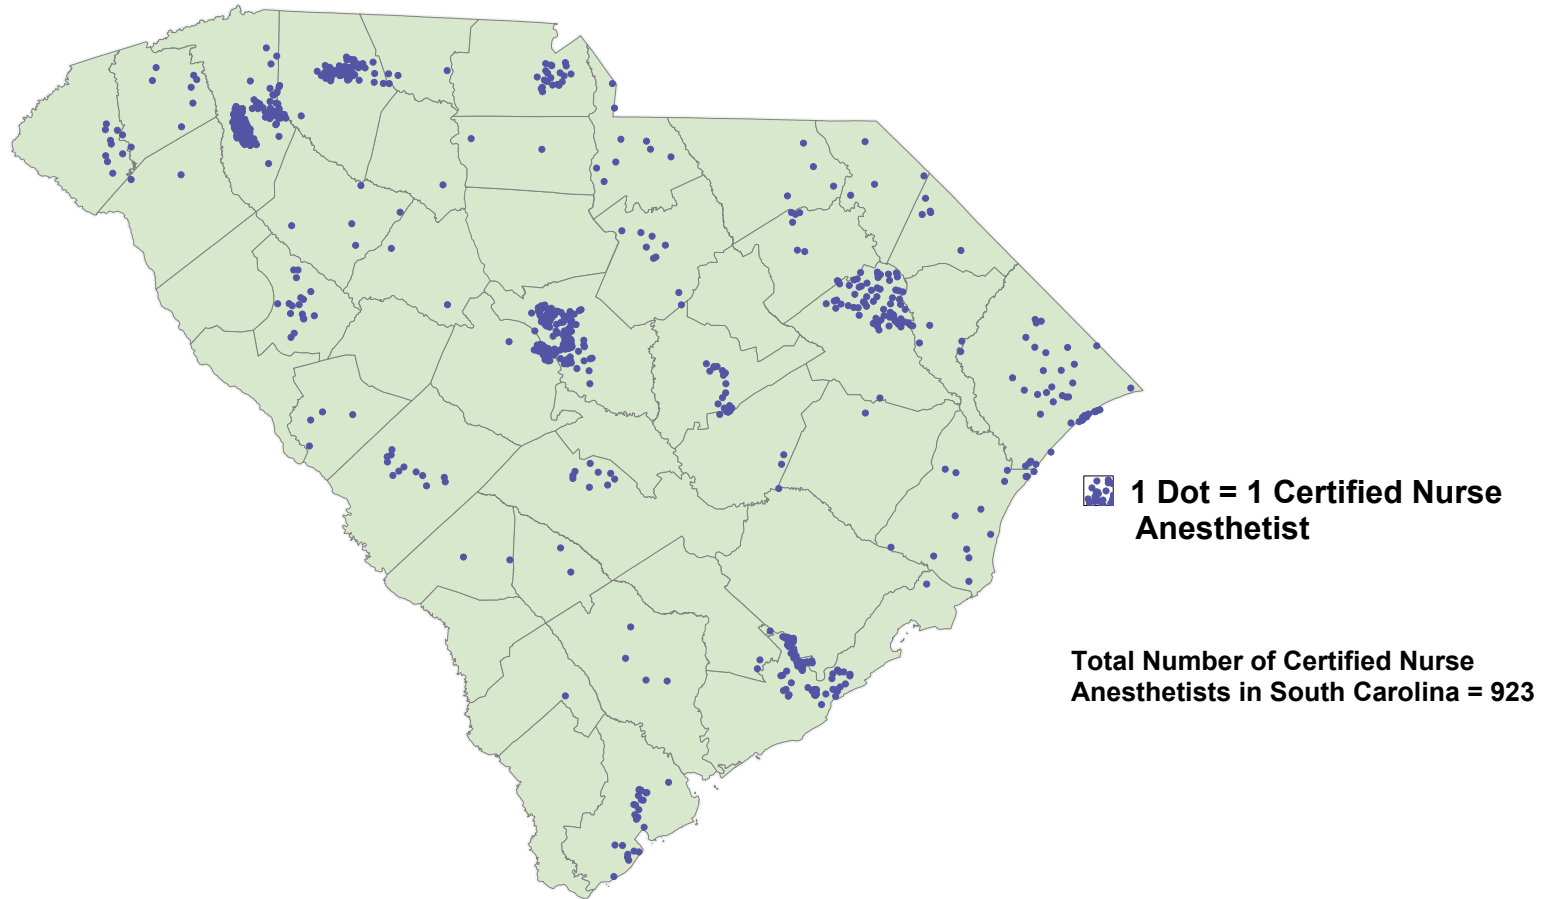 1 Dot = 1 Certified Nurse
Anesthetist
Total Number of Certified Nurse
Anesthetists in South Carolina = 923